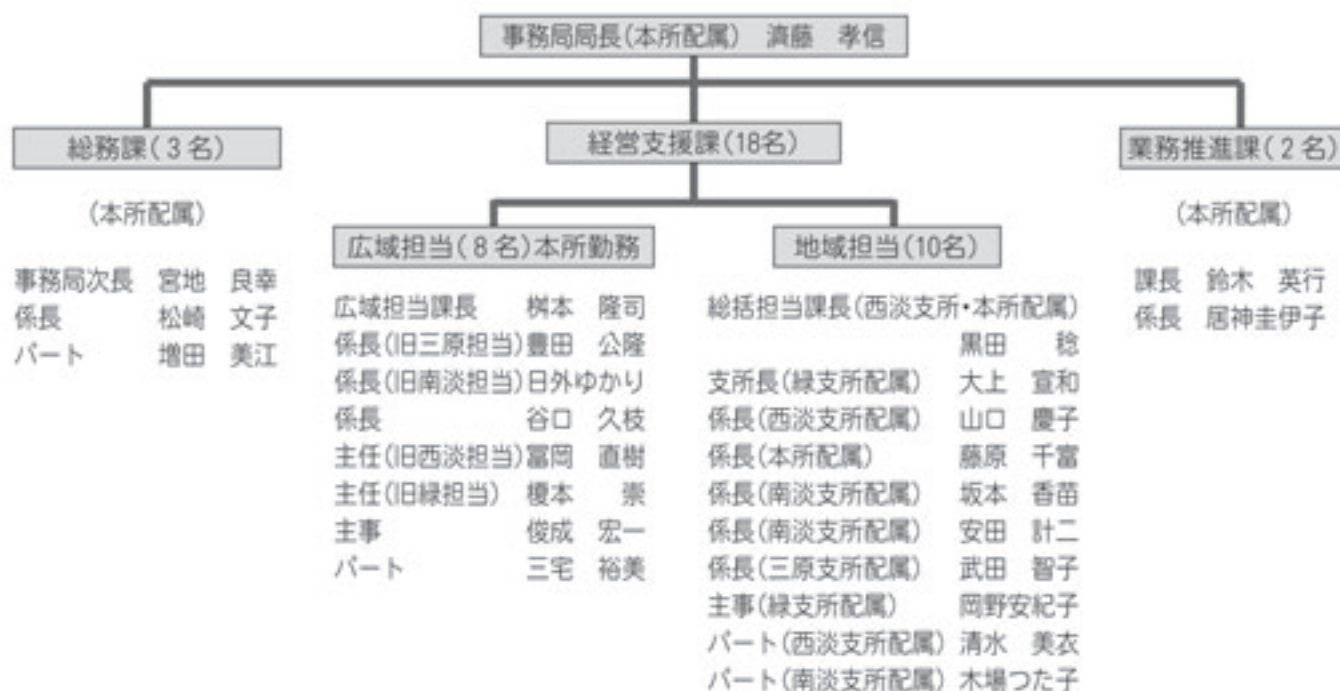 事務局局長(本所配属) 濱藤 孝信
総務課(3名)
(本所配属)
事務局次長 宮地 良幸
係長 松崎 文子
パート 増田 美江
経営支援課(18名)
広域担当(8名)本所勤務
広域担当課長 桝本 隆司
係長(旧三原担当)豊田 公隆
係長(旧南淡担当)日外ゆかり
係長 谷口 久枝
主任(旧西淡担当)冨岡 直樹
主任(旧緑担当) 榎本 崇
主事 俊成 宏一
パート 三宅 裕美
地域担当(10名)
総括担当課長(西淡支所・本所配属)
黒田 稔
支所長(緑支所配属) 大上 宣和
係長(西淡支所配属) 山口 慶子
係長(本所配属) 藤原 千富
係長(南淡支所配属) 坂本 香苗
係長(南淡支所配属) 安田 計二
係長(三原支所配属) 武田 智子
主事(緑支所配属) 岡野安紀子
パート(西淡支所配属) 清水 美衣
パート(南淡支所配属) 木場つた子
業務推進課(2名)
(本所配属)
課長 鈴木 英行
係長 居神圭伊子